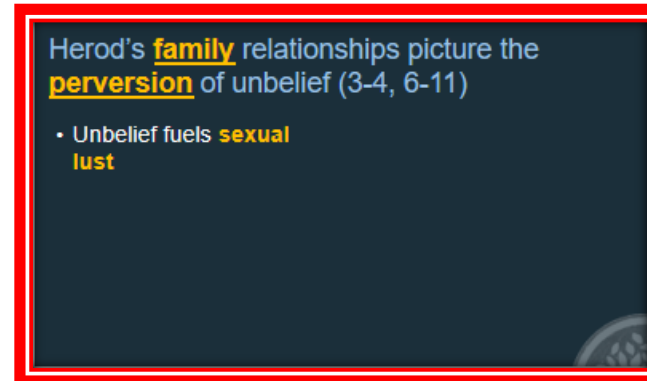 Herod's family relationships picture the
perversion of unbelief (3-4, 6-11)
• Unbelief fuels sexual
lust